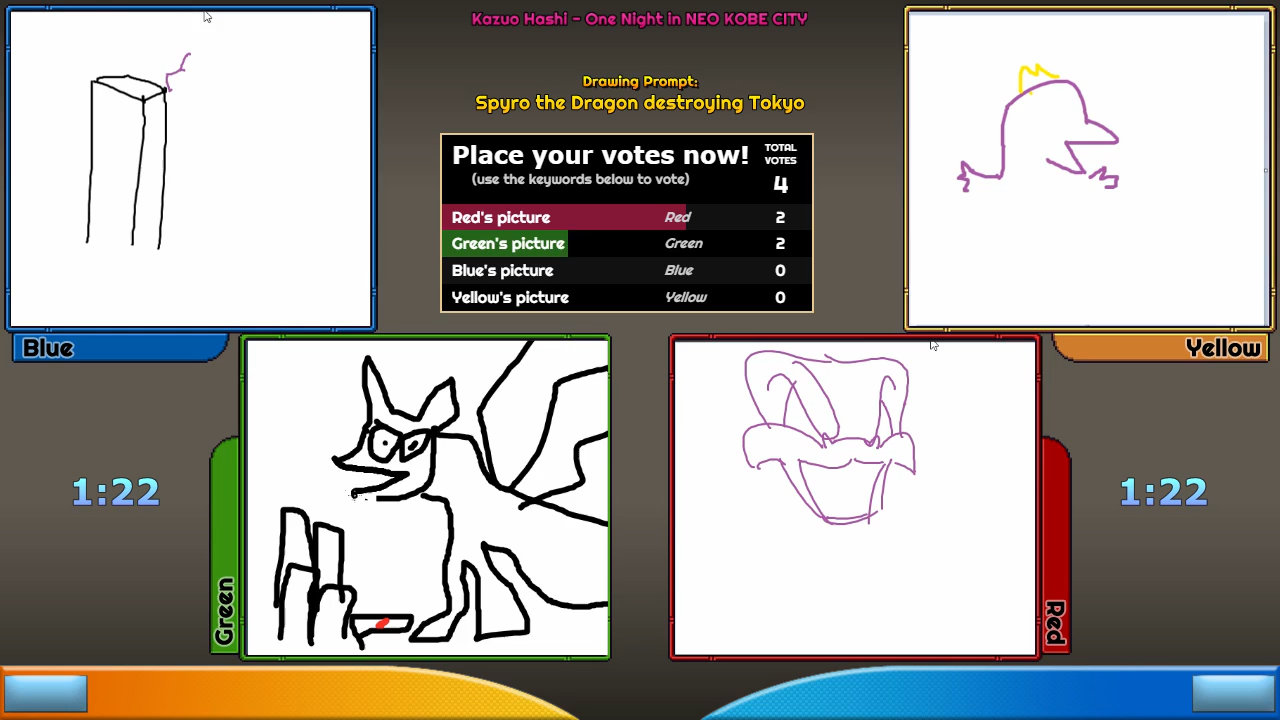 Kazuo Hashi - One Night in NEO KOBE CITY
Drawing Prompt:
Spyro the Dragon destroying Tokyo
Place your votes now!
(use the keywords below to vote)
TOTAL
VOTES
4
Red's picture Red 2
Green's picture Green 2
Blue's picture Blue 0
Yellow's picture Yellow 0
Blue
Yellow
1:22
1:22
Green
Red